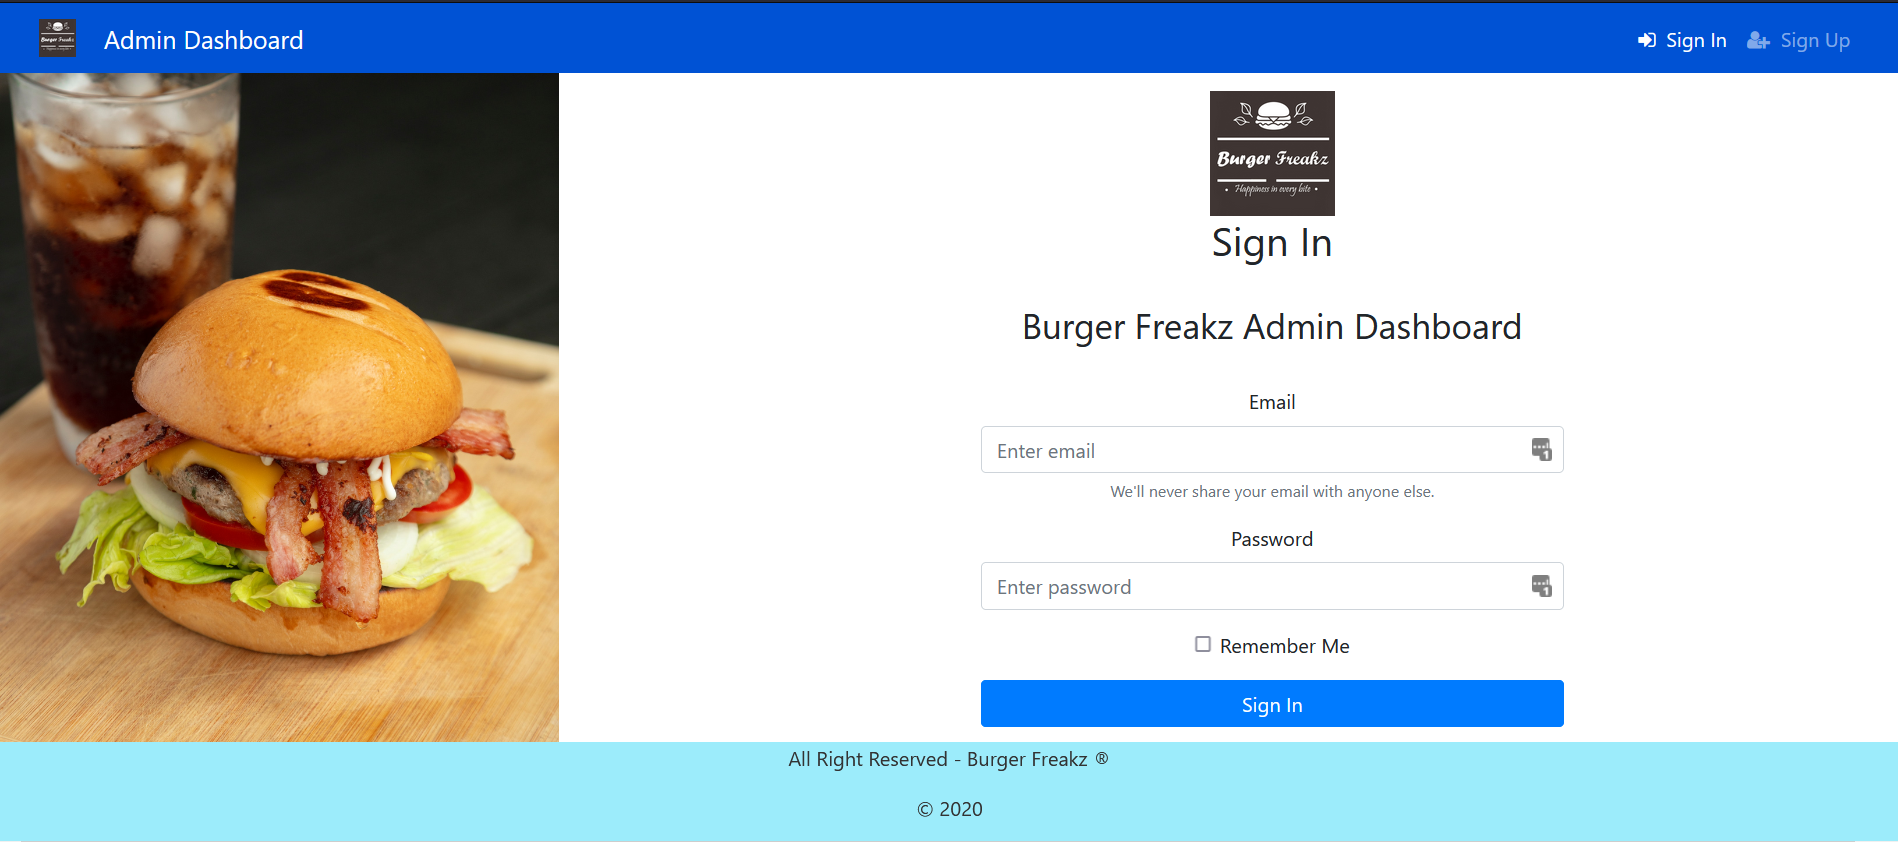 Burger Freakz
Admin Dashboard
Sign In
Sign Up
Burger Freakz
• Happiness in every bite •
Sign In
Burger Freakz Admin Dashboard
Email
Enter email
We'll never share your email with anyone else.
Password
Enter password
Remember Me
Sign In
All Right Reserved - Burger Freakz ®
© 2020